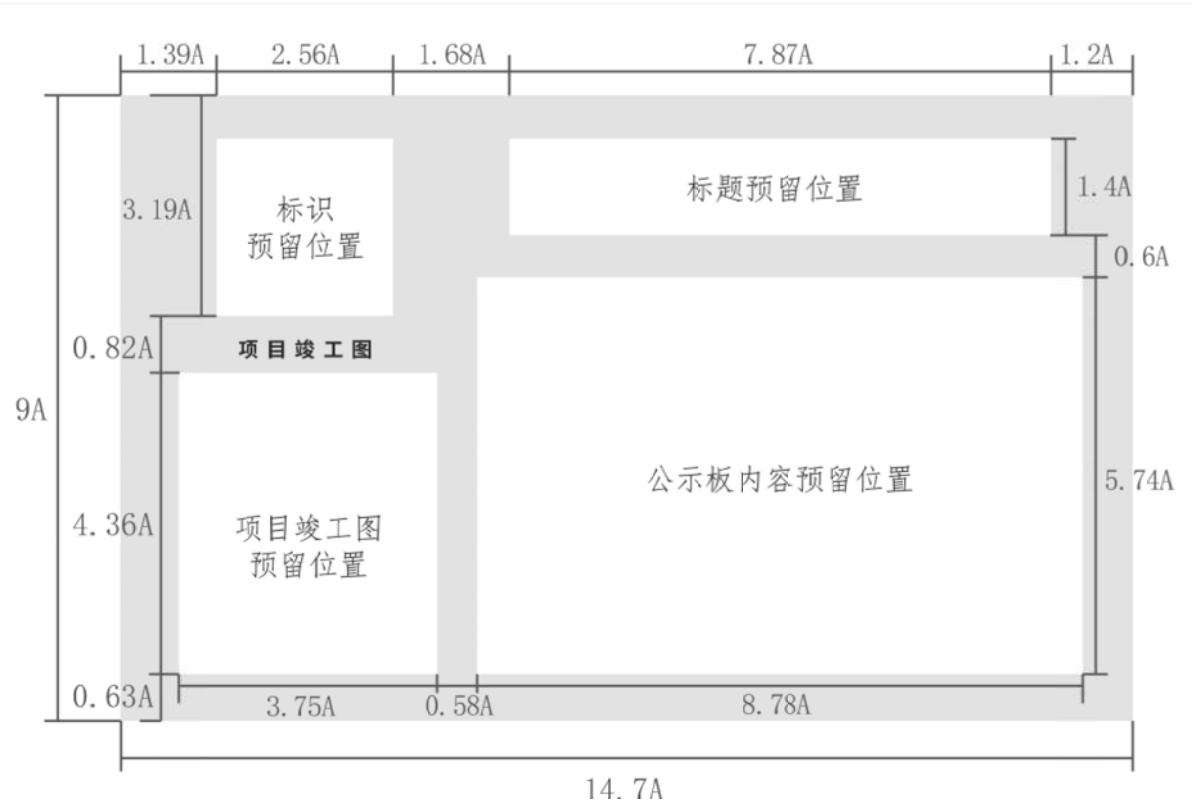 1.39A
2.56A
1.68A
7.87A
1.2A
3.19A
标识
预留位置
标题预留位置
1.4A
0.6A
0.82A
项目竣工图
9A
公示板内容预留位置
5.74A
4.36A
项目竣工图
预留位置
0.63A
3.75A
0.58A
8.78A
14.7A